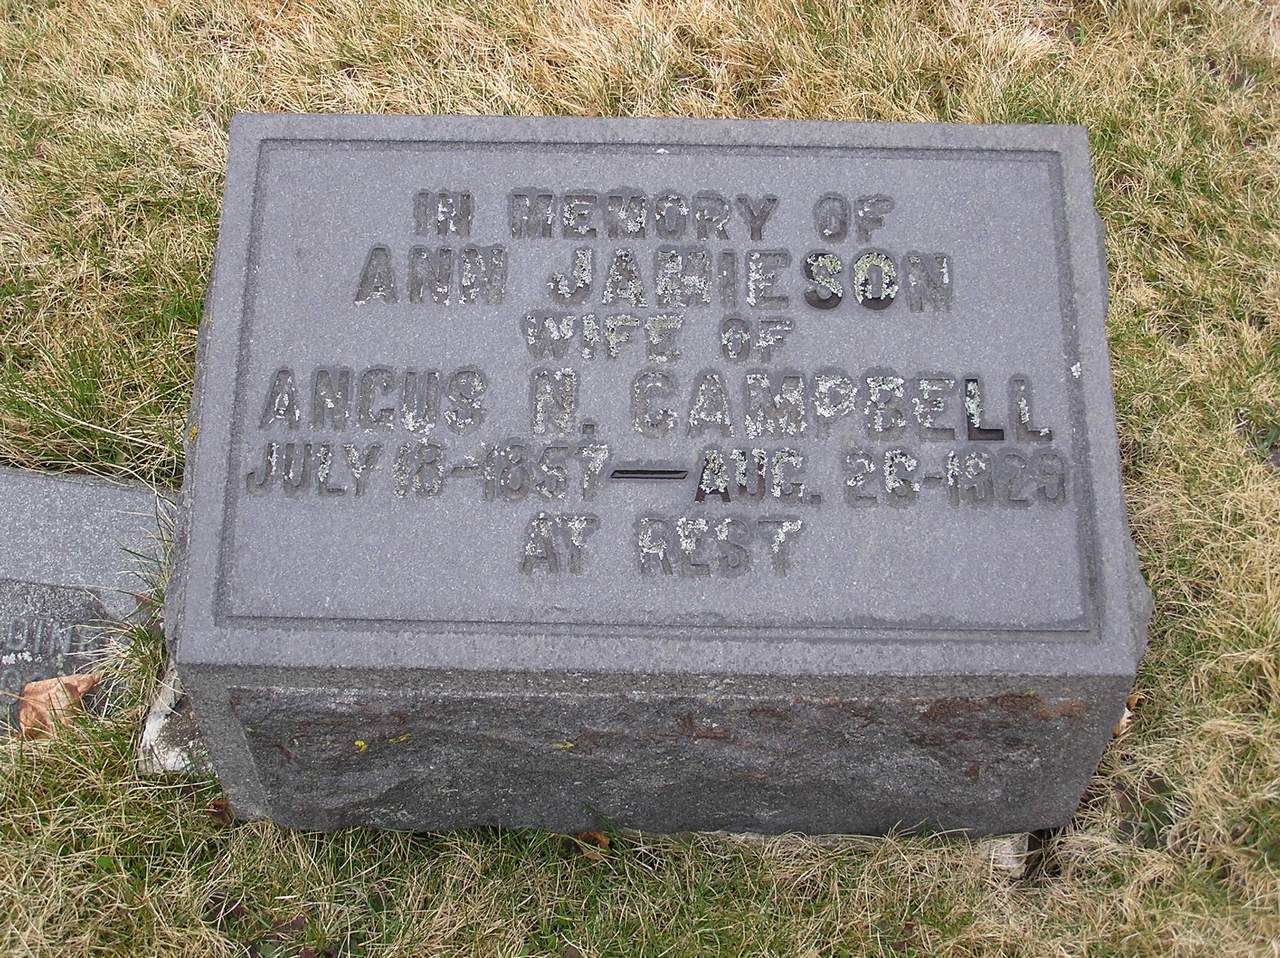 IN MEMORY OF
ANN JAMIESON
WIFE OF
ANGUS N. CAMPBELL
JULY 18-1857 — AUG. 26-1929
AT REST